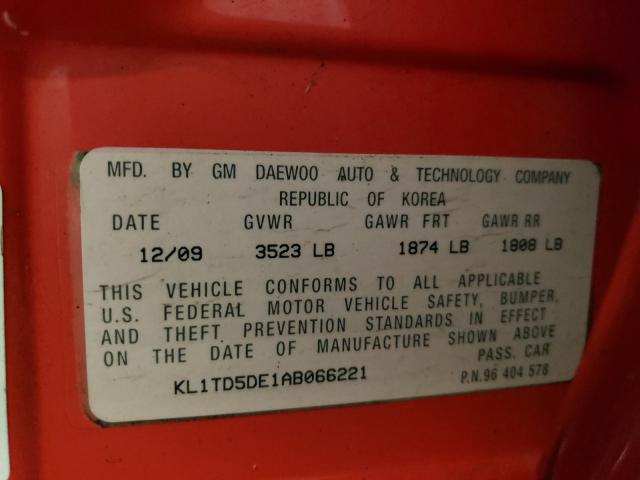 MFD. BY GM DAEWOO AUTO & TECHNOLOGY COMPANY
REPUBLIC OF KOREA
DATE GVWR GAWR FRT GAWR RR
12/09 3523 LB 1874 LB 1808 LB
THIS VEHICLE CONFORMS TO ALL APPLICABLE
U.S. FEDERAL MOTOR VEHICLE SAFETY, BUMPER,
AND THEFT PREVENTION STANDARDS IN EFFECT
ON THE DATE OF MANUFACTURE SHOWN ABOVE
PASS. CAR
KL1TD5DE1AB066221 P.N.96 404 578